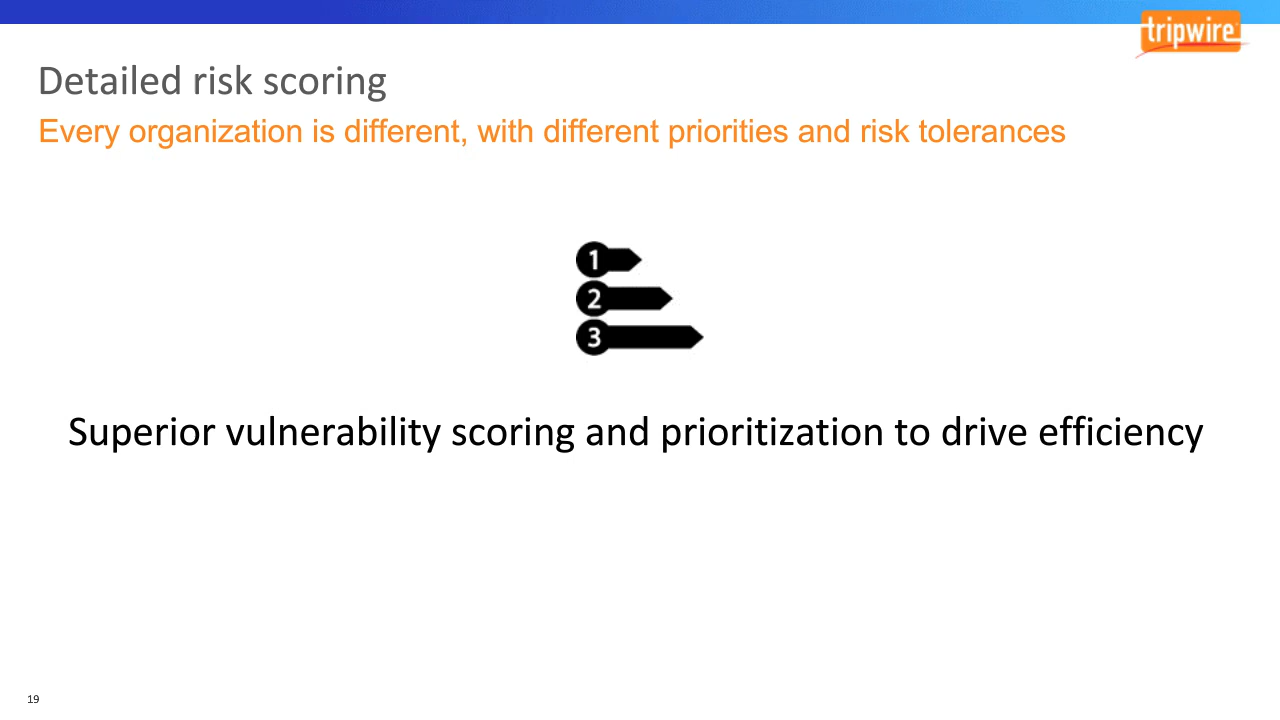 tripwire
Detailed risk scoring
Every organization is different, with different priorities and risk tolerances
1
2
3
Superior vulnerability scoring and prioritization to drive efficiency
19